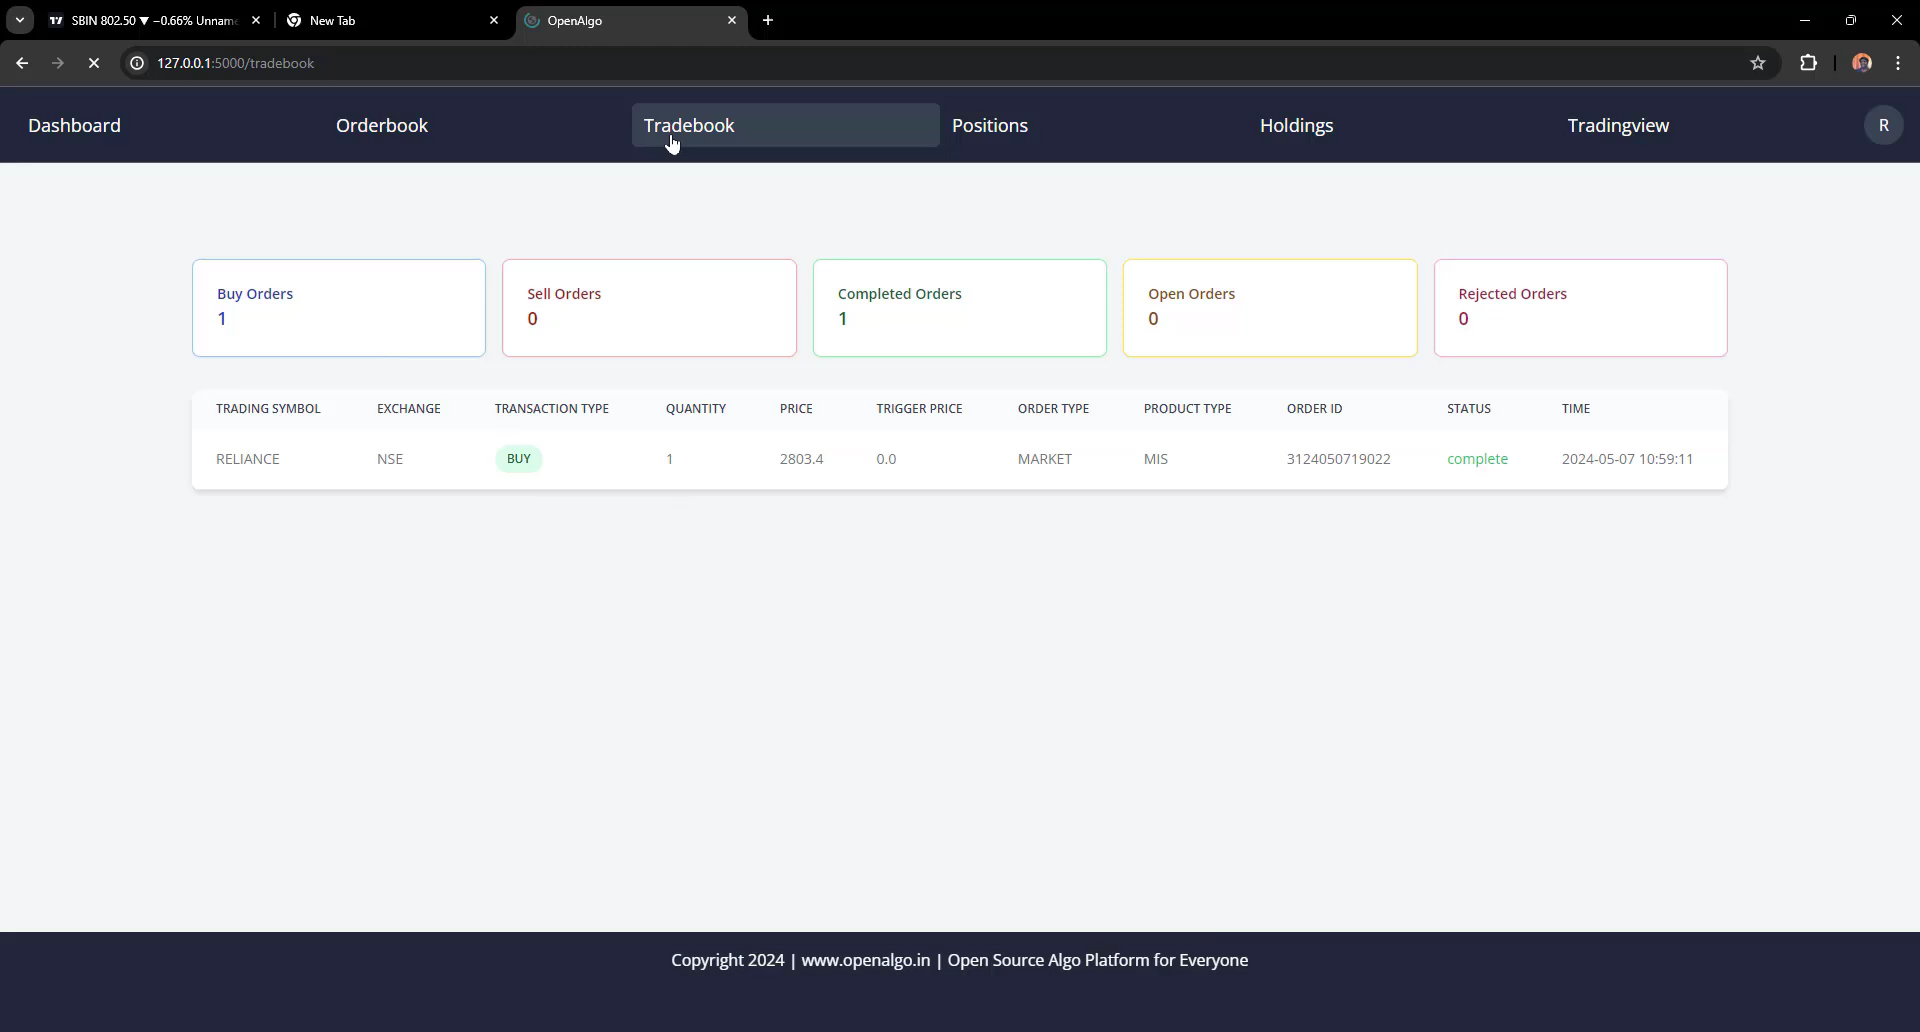 SBIN 802.50 ▼ −0.66% Unnam
New Tab
OpenAlgo
127.0.0.1:5000/tradebook
Dashboard
Orderbook
Tradebook
Positions
Holdings
Tradingview
R
Buy Orders
1
Sell Orders
0
Completed Orders
1
Open Orders
0
Rejected Orders
0
TRADING SYMBOL EXCHANGE TRANSACTION TYPE QUANTITY PRICE TRIGGER PRICE ORDER TYPE PRODUCT TYPE ORDER ID STATUS TIME
RELIANCE NSE BUY 1 2803.4 0.0 MARKET MIS 3124050719022 complete 2024-05-07 10:59:11
Copyright 2024 | www.openalgo.in | Open Source Algo Platform for Everyone